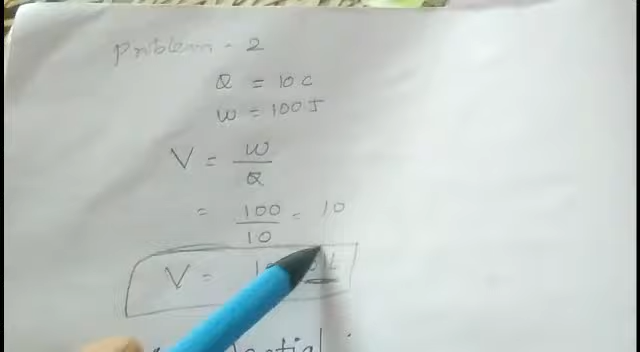 Problem - 2
Q = 10 C
W = 100 J
V = W/Q
= 100/10 = 10
V =